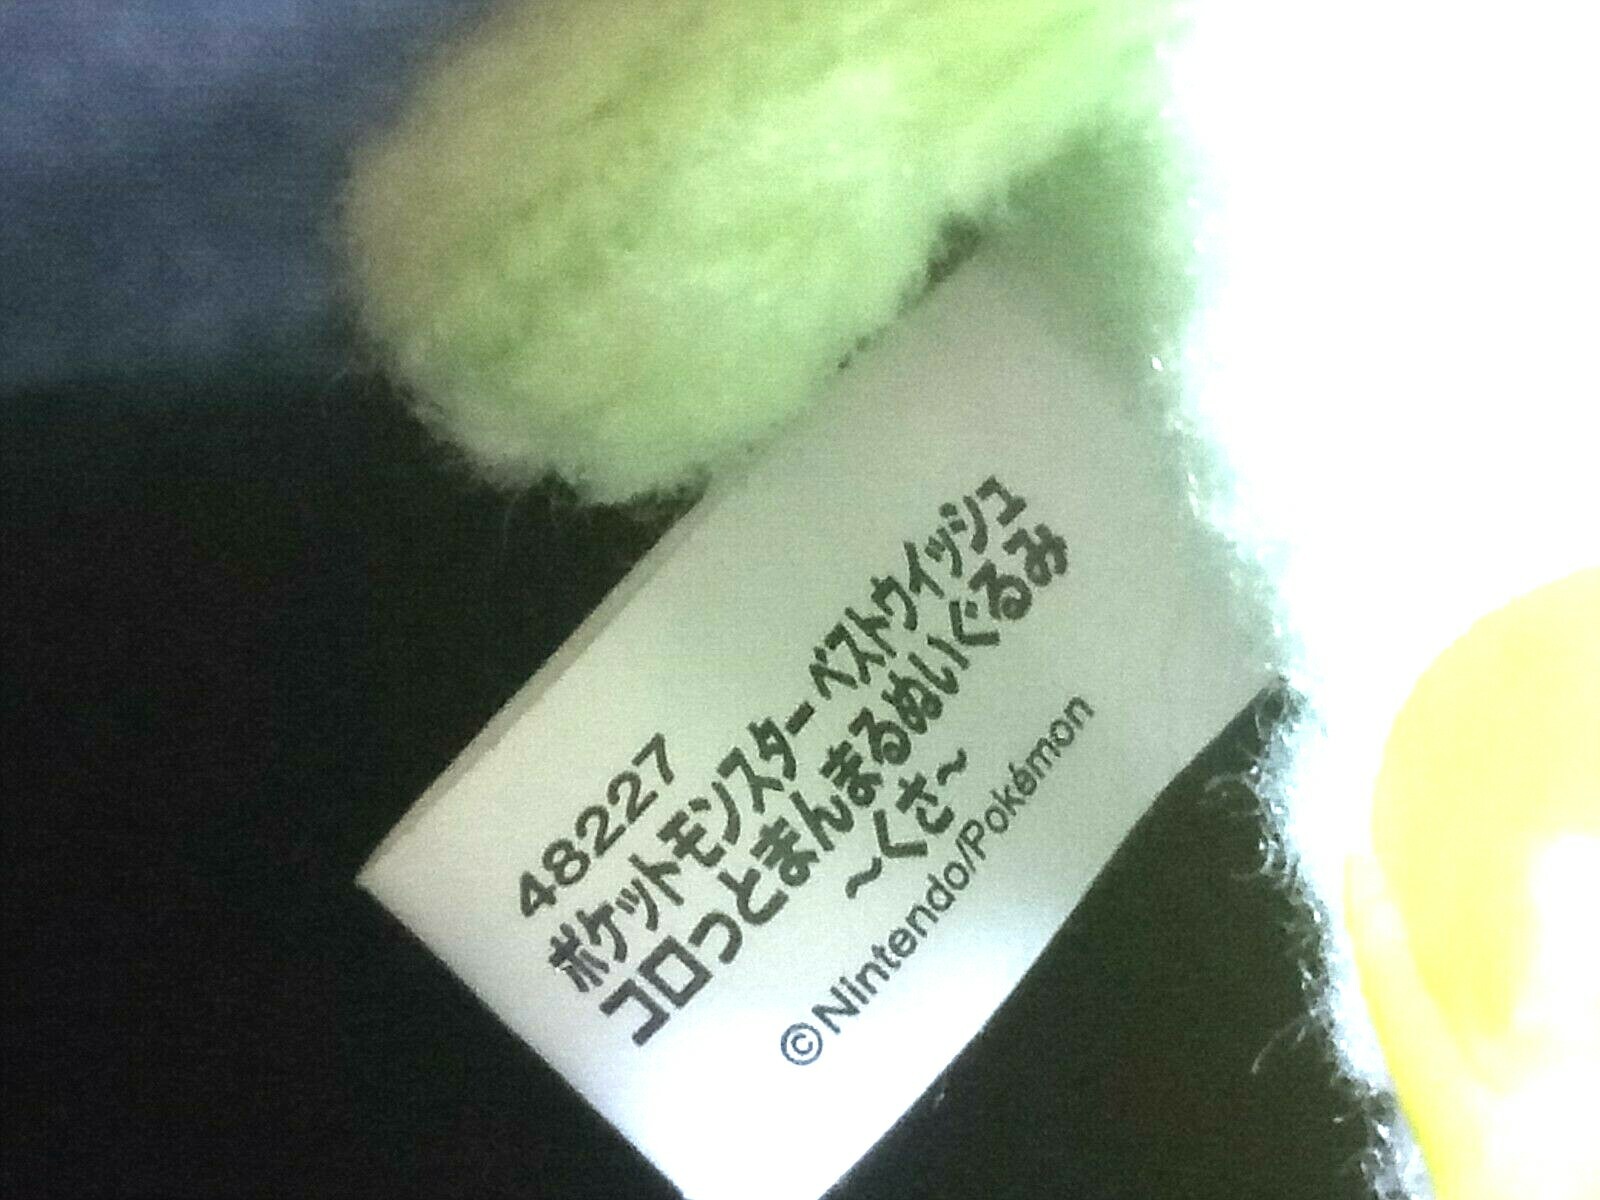 48227
ポケットモンスターベストウイッシュ
コロっとまんまるぬいぐるみ
～くさ～
©Nintendo/Pokémon